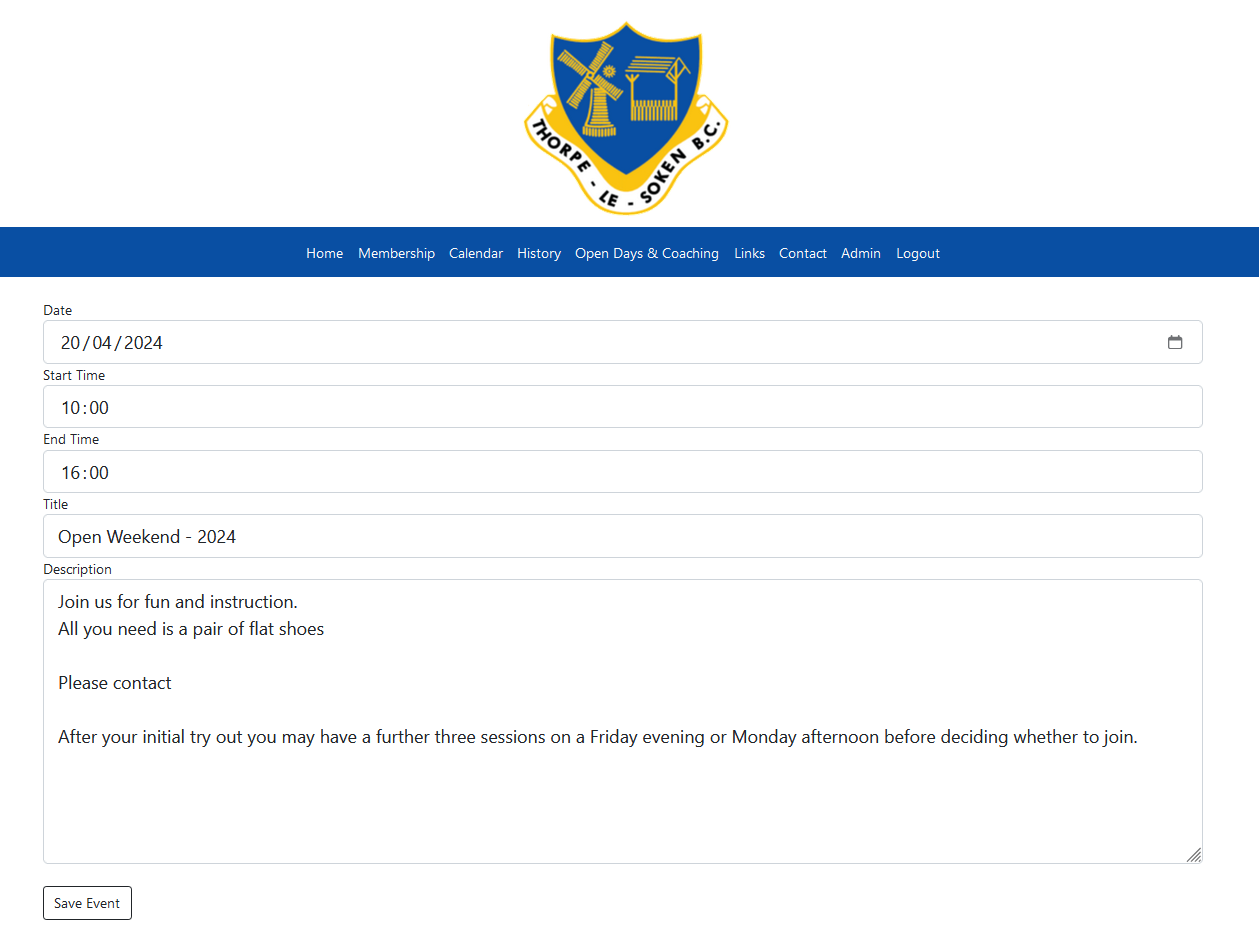 THORPE - LE - SOKEN B.C.
Home Membership Calendar History Open Days & Coaching Links Contact Admin Logout
Date
20/04/2024
Start Time
10:00
End Time
16:00
Title
Open Weekend - 2024
Description
Join us for fun and instruction.
All you need is a pair of flat shoes
Please contact
After your initial try out you may have a further three sessions on a Friday evening or Monday afternoon before deciding whether to join.
Save Event